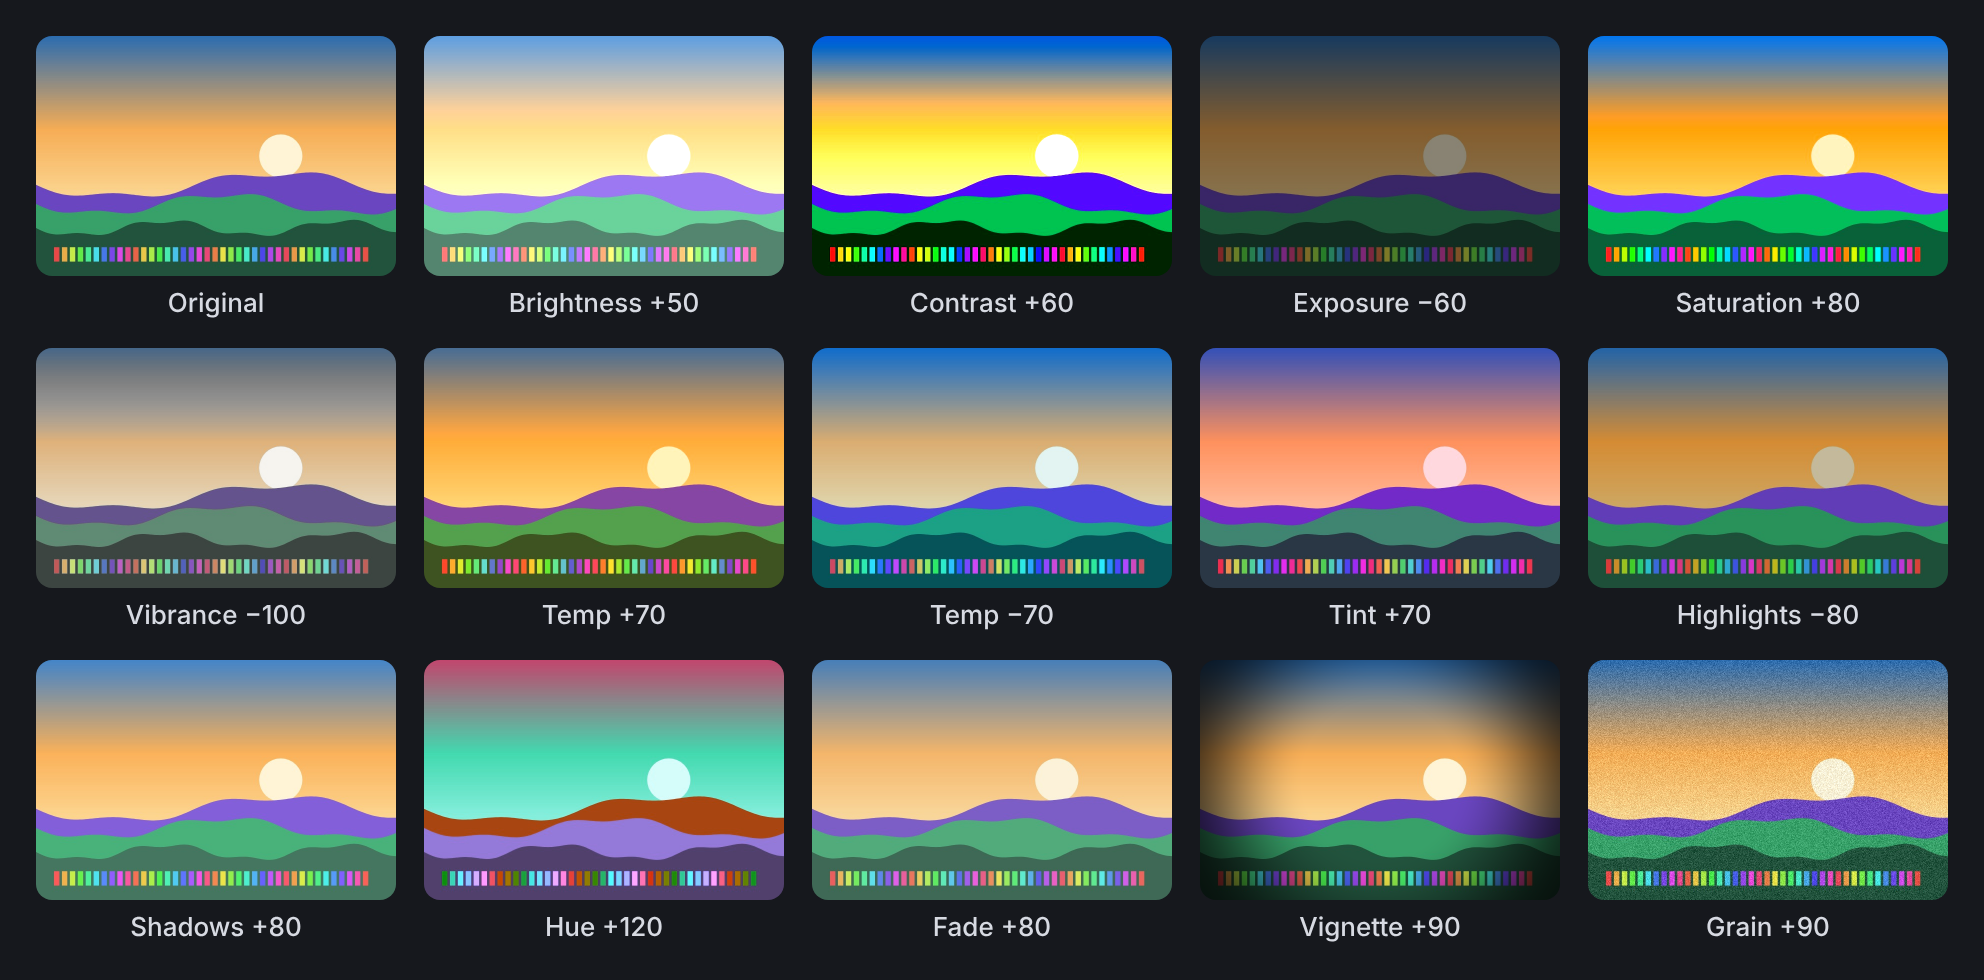 Original
Brightness +50
Contrast +60
Exposure −60
Saturation +80
Vibrance −100
Temp +70
Temp −70
Tint +70
Highlights −80
Shadows +80
Hue +120
Fade +80
Vignette +90
Grain +90